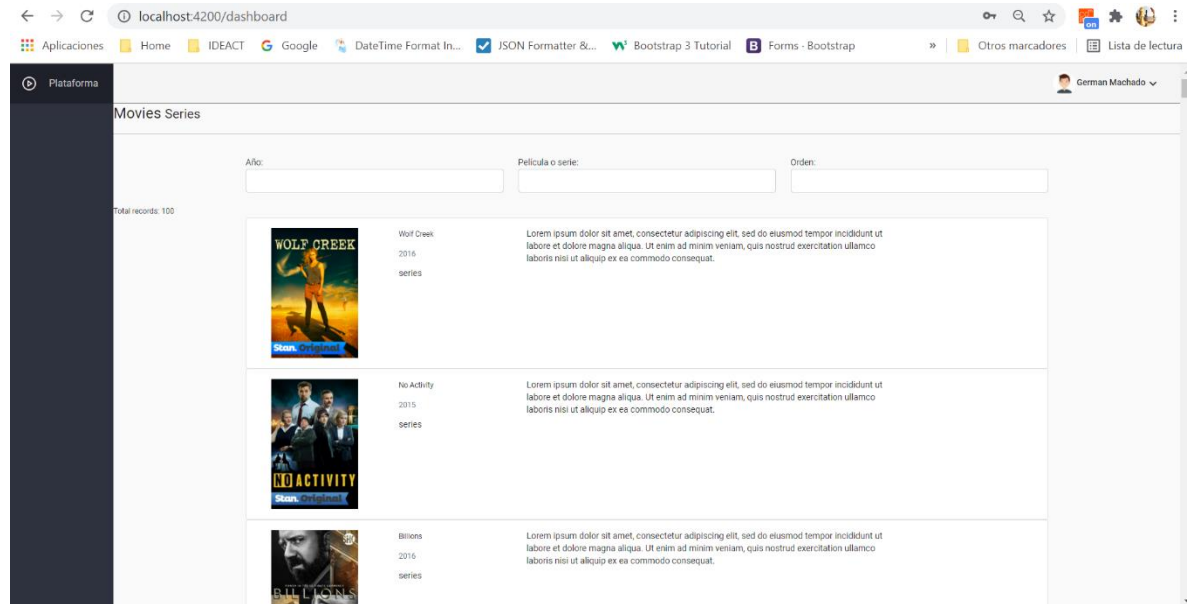 localhost:4200/dashboard
on
Aplicaciones Home IDEACT Google DateTime Format In... JSON Formatter &... Bootstrap 3 Tutorial Forms - Bootstrap » Otros marcadores Lista de lectura
Plataforma
German Machado
Movies Series
Año:
Película o serie:
Orden:
Total records: 100
WOLF CREEK
Stan. Original
Wolf Creek
2016
series
Lorem ipsum dolor sit amet, consectetur adipiscing elit, sed do eiusmod tempor incididunt ut
labore et dolore magna aliqua. Ut enim ad minim veniam, quis nostrud exercitation ullamco
laboris nisi ut aliquip ex ea commodo consequat.
NO ACTIVITY
Stan. Original
No Activity
2015
series
Lorem ipsum dolor sit amet, consectetur adipiscing elit, sed do eiusmod tempor incididunt ut
labore et dolore magna aliqua. Ut enim ad minim veniam, quis nostrud exercitation ullamco
laboris nisi ut aliquip ex ea commodo consequat.
BILLIONS
Billions
2016
series
Lorem ipsum dolor sit amet, consectetur adipiscing elit, sed do eiusmod tempor incididunt ut
labore et dolore magna aliqua. Ut enim ad minim veniam, quis nostrud exercitation ullamco
laboris nisi ut aliquip ex ea commodo consequat.